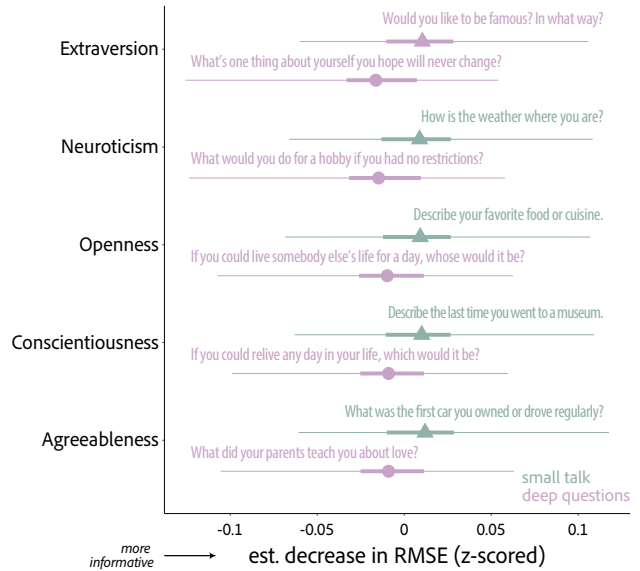 Would you like to be famous? In what way?
Extraversion
What's one thing about yourself you hope will never change?
How is the weather where you are?
Neuroticism
What would you do for a hobby if you had no restrictions?
Describe your favorite food or cuisine.
Openness
If you could live somebody else's life for a day, whose would it be?
Describe the last time you went to a museum.
Conscientiousness
If you could relive any day in your life, which would it be?
What was the first car you owned or drove regularly?
Agreeableness
What did your parents teach you about love?
small talk
deep questions
-0.1 -0.05 0 0.05 0.1
more
informative
est. decrease in RMSE (z-scored)